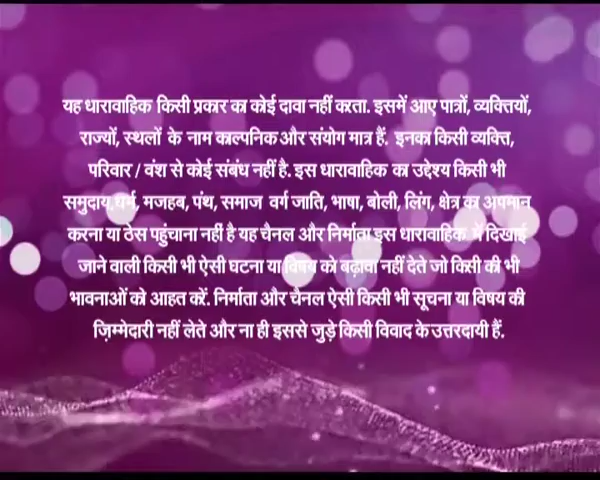 यह धारावाहिक किसी प्रकार का कोई दावा नहीं करता. इसमें आए पात्रों, व्यक्तियों,
राज्यों, स्थलों के नाम काल्पनिक और संयोग मात्र हैं. इनका किसी व्यक्ति,
परिवार / वंश से कोई संबंध नहीं है. इस धारावाहिक का उद्देश्य किसी भी
समुदाय,धर्म, मजहब, पंथ, समाज वर्ग जाति, भाषा, बोली, लिंग, क्षेत्र का अपमान
करना या ठेस पहुंचाना नहीं है यह चैनल और निर्माता इस धारावाहिक में दिखाई
जाने वाली किसी भी ऐसी घटना या विषय को बढ़ावा नहीं देते जो किसी की भी
भावनाओं को आहत करें. निर्माता और चैनल ऐसी किसी भी सूचना या विषय की
ज़िम्मेदारी नहीं लेते और ना ही इससे जुड़े किसी विवाद के उत्तरदायी हैं.